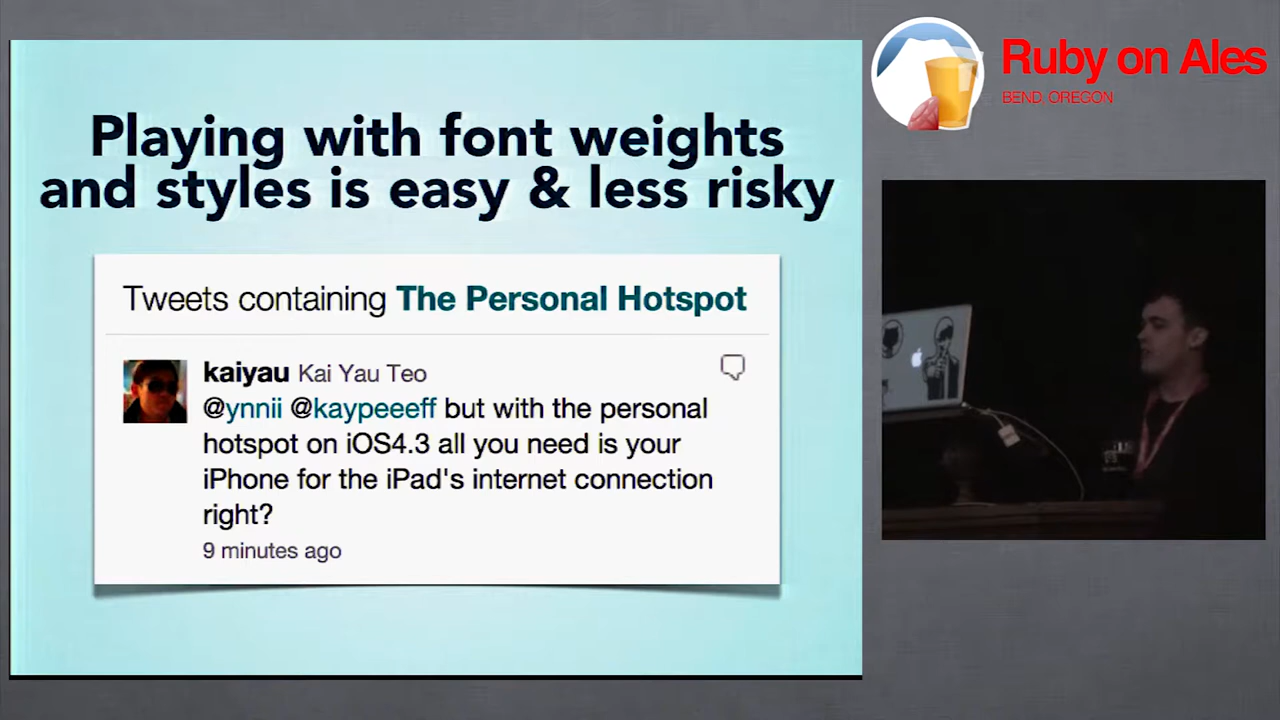 Ruby on Ales
BEND, OREGON
Playing with font weights
and styles is easy & less risky
Tweets containing The Personal Hotspot
kaiyau Kai Yau Teo
@ynnii @kaypeeeff but with the personal
hotspot on iOS4.3 all you need is your
iPhone for the iPad's internet connection
right?
9 minutes ago